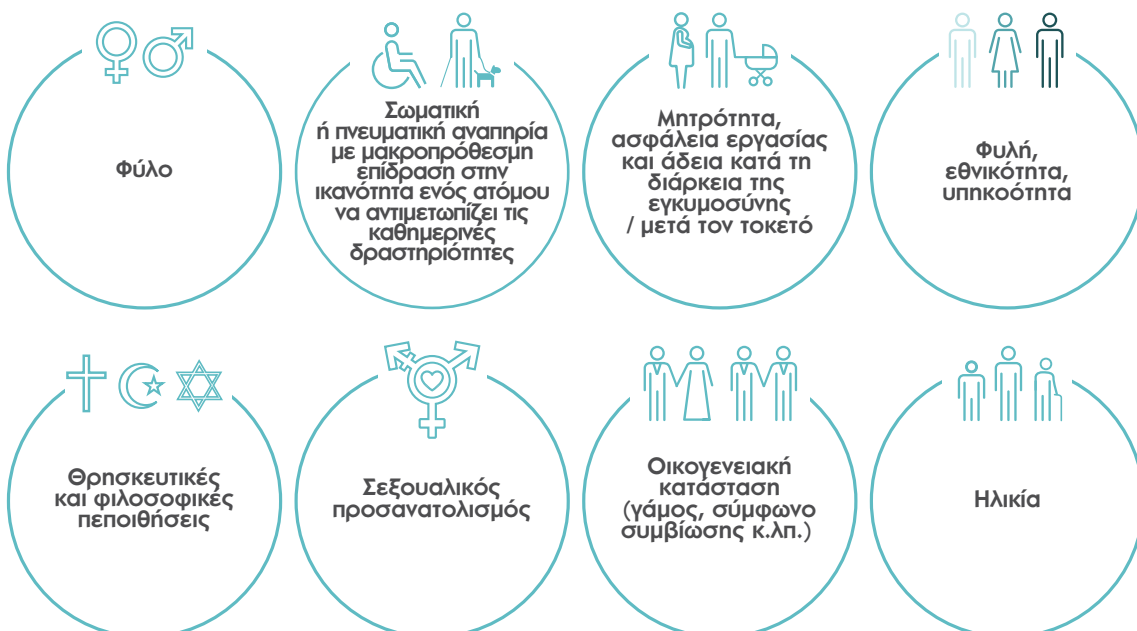 Φύλο
Σωματική
ή πνευματική αναπηρία
με μακροπρόθεσμη
επίδραση στην
ικανότητα ενός ατόμου
να αντιμετωπίζει τις
καθημερινές
δραστηριότητες
Μητρότητα,
ασφάλεια εργασίας
και άδεια κατά τη
διάρκεια της
εγκυμοσύνης
/ μετά τον τοκετό
Φυλή,
εθνικότητα,
υπηκοότητα
Θρησκευτικές
και φιλοσοφικές
πεποιθήσεις
Σεξουαλικός
προσανατολισμός
Οικογενειακή
κατάσταση
(γάμος, σύμφωνο
συμβίωσης κ.λπ.)
Ηλικία